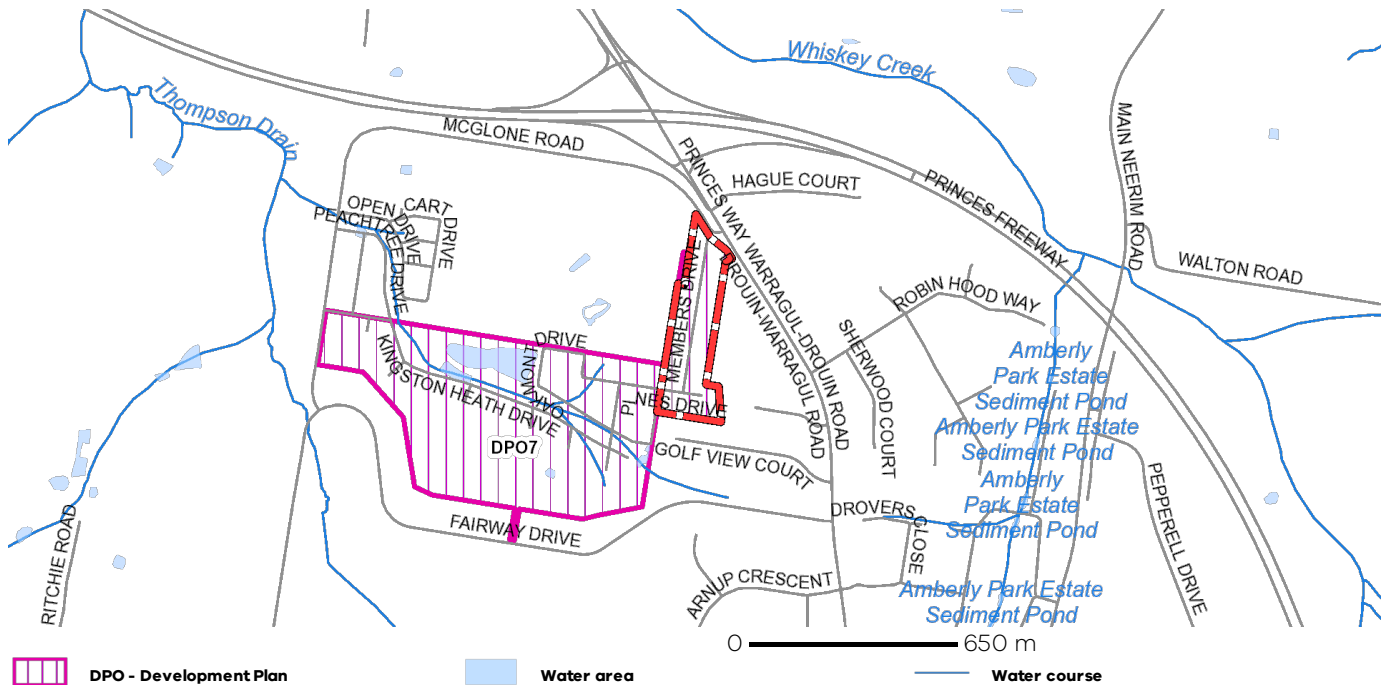 Whiskey Creek
Thompson Drain
MCGLONE ROAD
PRINCES WAY WARRAGUL-DROUIN ROAD
MAIN NEERIM ROAD
HAGUE COURT
PRINCES FREEWAY
OPEN CART
DRIVE
DRIVE
PEACHTREE DRIVE
WALTON ROAD
MEMBERS DRIVE
DROUIN-WARRAGUL ROAD
ROBIN HOOD WAY
SHERWOOD COURT
DRIVE
OAKMONT
KINGSTON HEATH DRIVE
PI
NES DRIVE
Amberly
Park Estate
Sediment Pond
Amberly Park Estate
Sediment Pond
DPO7
GOLF VIEW COURT
Amberly
Park Estate
Sediment Pond
PEPPERELL DRIVE
DROVERS
CLOSE
FAIRWAY DRIVE
RITCHIE ROAD
ARNUP CRESCENT
Amberly Park Estate
Sediment Pond
0 650 m
DPO - Development Plan
Water area
Water course